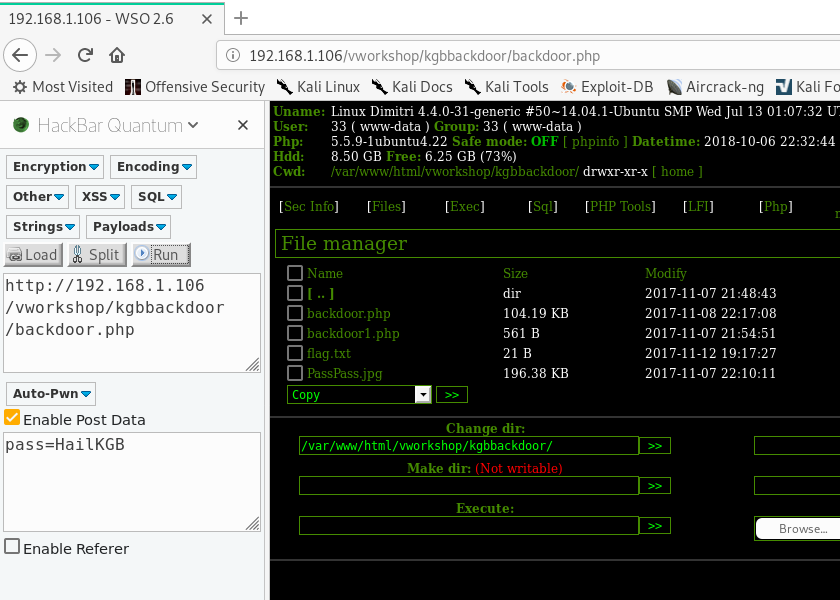 192.168.1.106 - WSO 2.6
192.168.1.106/vworkshop/kgbbackdoor/backdoor.php
Most Visited Offensive Security Kali Linux Kali Docs Kali Tools Exploit-DB Aircrack-ng Kali Fo
HackBar Quantum
Encryption Encoding
Other XSS SQL
Strings Payloads
Load Split Run
http://192.168.1.106
/vworkshop/kgbbackdoor
/backdoor.php
Auto-Pwn
Enable Post Data
pass=HailKGB
Enable Referer
Uname: Linux Dimitri 4.4.0-31-generic #50~14.04.1-Ubuntu SMP Wed Jul 13 01:07:32 UT
User: 33 ( www-data ) Group: 33 ( www-data )
Php: 5.5.9-1ubuntu4.22 Safe mode: OFF [ phpinfo ] Datetime: 2018-10-06 22:32:44
Hdd: 8.50 GB Free: 6.25 GB (73%)
Cwd: /var/www/html/vworkshop/kgbbackdoor/ drwxr-xr-x [ home ]
[Sec Info] [Files] [Exec] [Sql] [PHP Tools] [LFI] [Php]
File manager
Name Size Modify
[ .. ] dir 2017-11-07 21:48:43
backdoor.php 104.19 KB 2017-11-08 22:17:08
backdoor1.php 561 B 2017-11-07 21:54:51
flag.txt 21 B 2017-11-12 19:17:27
PassPass.jpg 196.38 KB 2017-11-07 22:10:11
Copy >>
Change dir:
/var/www/html/vworkshop/kgbbackdoor/ >>
Make dir: (Not writable)
>>
Execute:
>>
Browse...